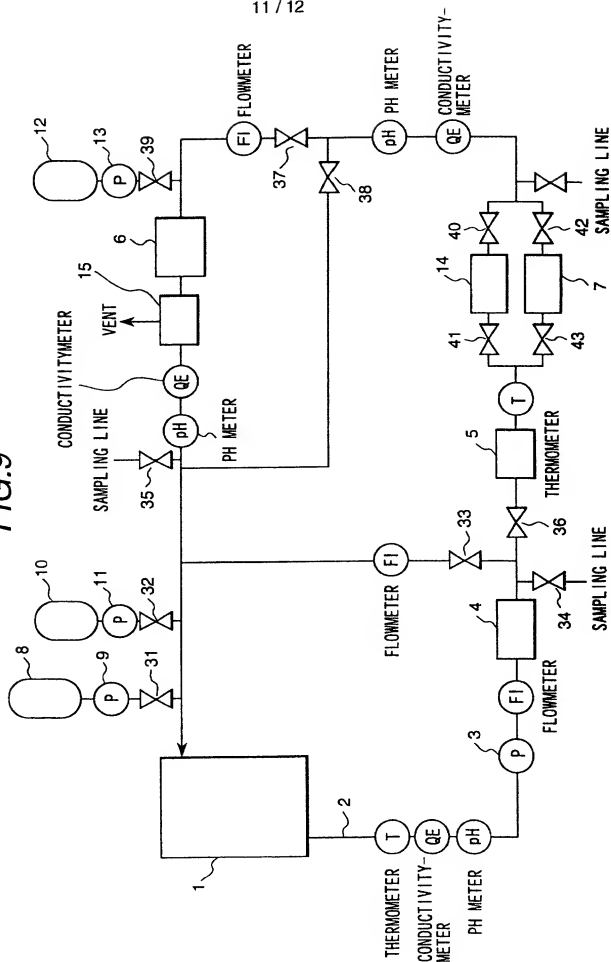 11 / 12
FIG.9
12
13
P
39
6
15
VENT
CONDUCTIVITYMETER
QE
pH
PH METER
SAMPLING LINE
35
FI
FLOWMETER
37
38
pH
PH METER
QE
CONDUCTIVITY-
METER
SAMPLING LINE
40
42
14
7
41
43
T
THERMOMETER
5
36
33
FI
FLOWMETER
34
SAMPLING LINE
4
FI
FLOWMETER
P
3
10
11
P
32
8
9
P
31
1
2
T
THERMOMETER
QE
CONDUCTIVITY-
METER
pH
PH METER